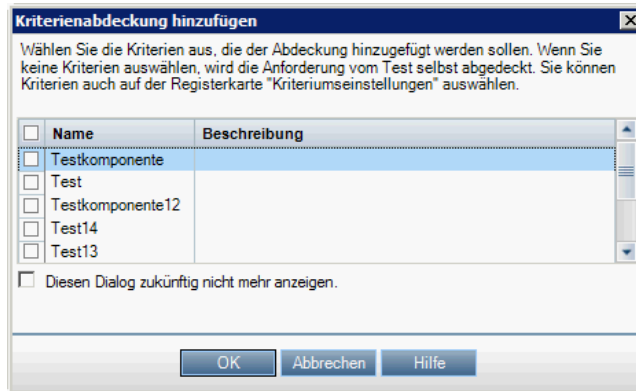 Kriterienabdeckung hinzufügen
Wählen Sie die Kriterien aus, die der Abdeckung hinzugefügt werden sollen. Wenn Sie
keine Kriterien auswählen, wird die Anforderung vom Test selbst abgedeckt. Sie können
Kriterien auch auf der Registerkarte "Kriteriumseinstellungen" auswählen.
Name Beschreibung
Testkomponente
Test
Testkomponente12
Test14
Test13
Diesen Dialog zukünftig nicht mehr anzeigen.
OK Abbrechen Hilfe